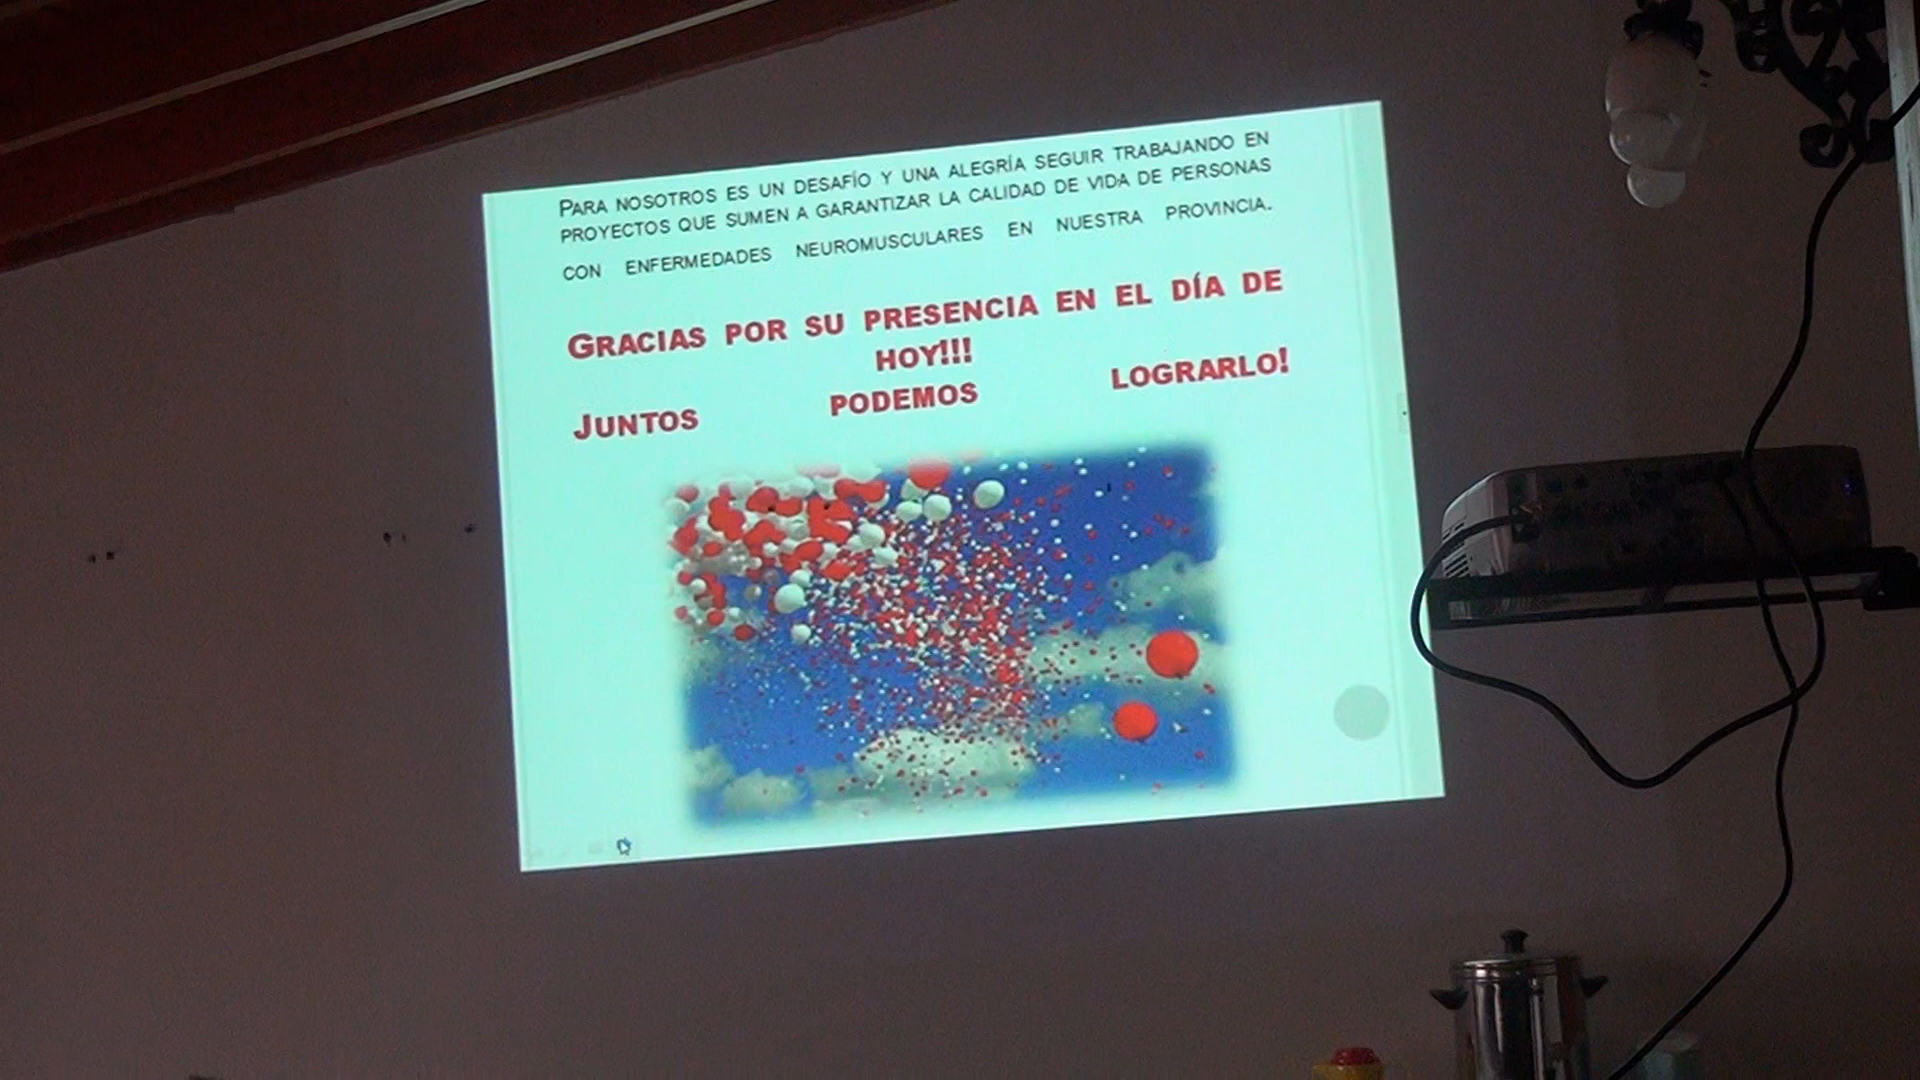 PARA NOSOTROS ES UN DESAFÍO Y UNA ALEGRÍA SEGUIR TRABAJANDO EN
PROYECTOS QUE SUMEN A GARANTIZAR LA CALIDAD DE VIDA DE PERSONAS
CON ENFERMEDADES NEUROMUSCULARES EN NUESTRA PROVINCIA.
GRACIAS POR SU PRESENCIA EN EL DÍA DE
HOY!!!
JUNTOS PODEMOS LOGRARLO!